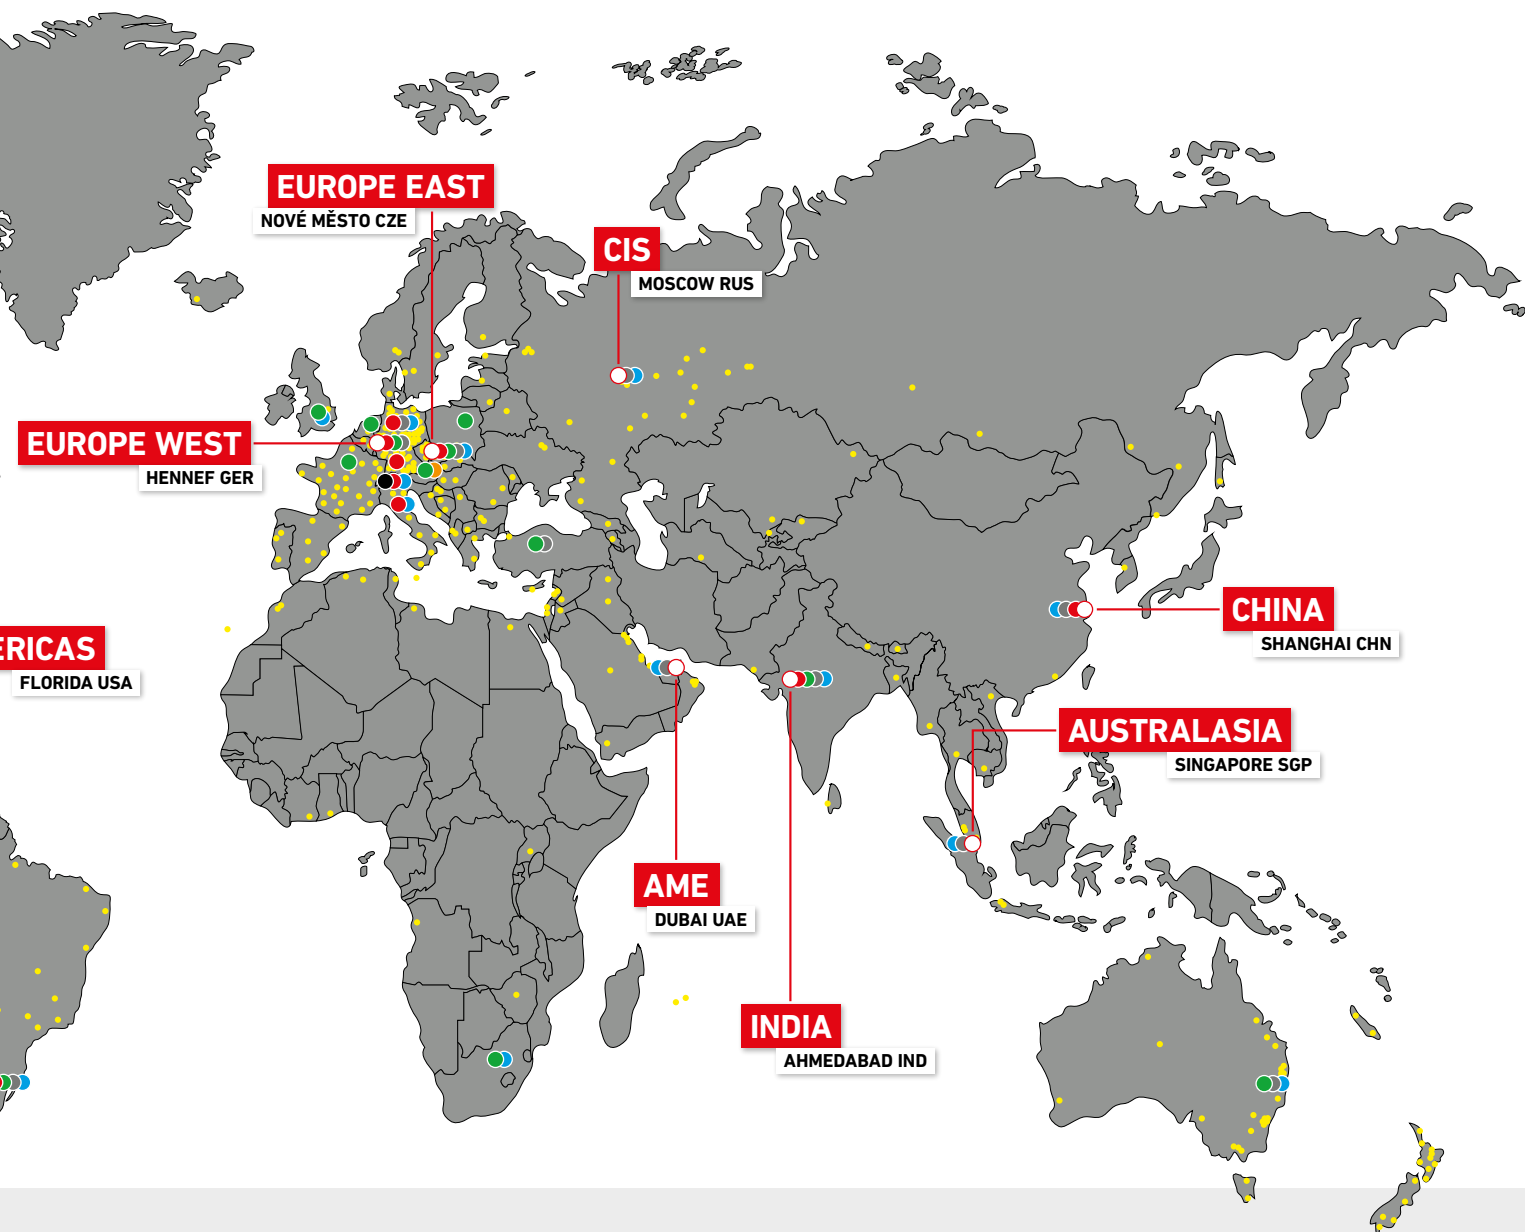 EUROPE EAST
NOVÉ MĚSTO CZE
CIS
MOSCOW RUS
EUROPE WEST
HENNEF GER
CHINA
SHANGHAI CHN
ERICAS
FLORIDA USA
AUSTRALASIA
SINGAPORE SGP
AME
DUBAI UAE
INDIA
AHMEDABAD IND